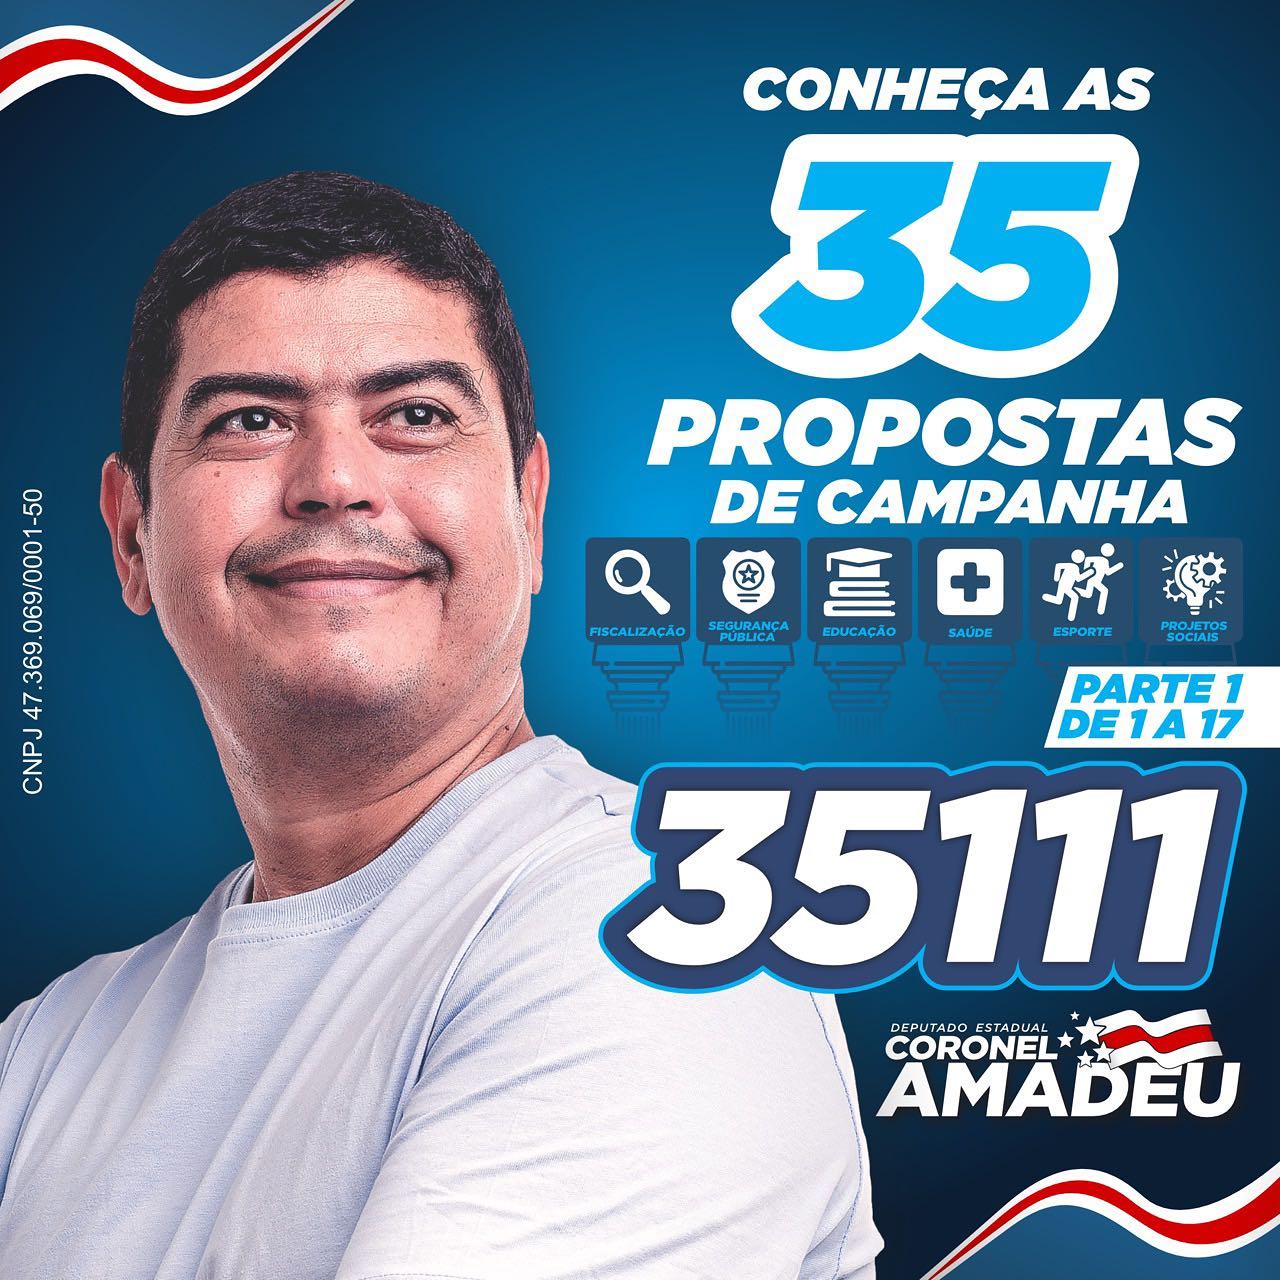 CONHEÇA AS
35
PROPOSTAS
DE CAMPANHA
FISCALIZAÇÃO
SEGURANÇA
PÚBLICA
EDUCAÇÃO
SAÚDE
ESPORTE
PROJETOS
SOCIAIS
PARTE 1
DE 1 A 17
35111
DEPUTADO ESTADUAL
CORONEL
AMADEU
CNPJ 47.369.069/0001-50